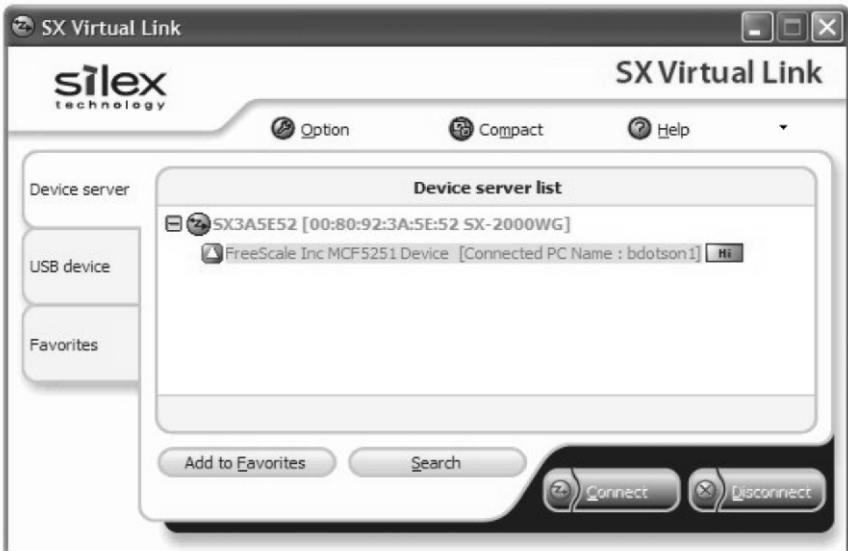 SX Virtual Link
silex
technology
SX Virtual Link
Option Compact Help
Device server
USB device
Favorites
Device server list
SX3A5E52 [00:80:92:3A:5E:52 SX-2000WG]
FreeScale Inc MCF5251 Device [Connected PC Name : bdotson1] Hi
Add to Favorites Search
Connect Disconnect